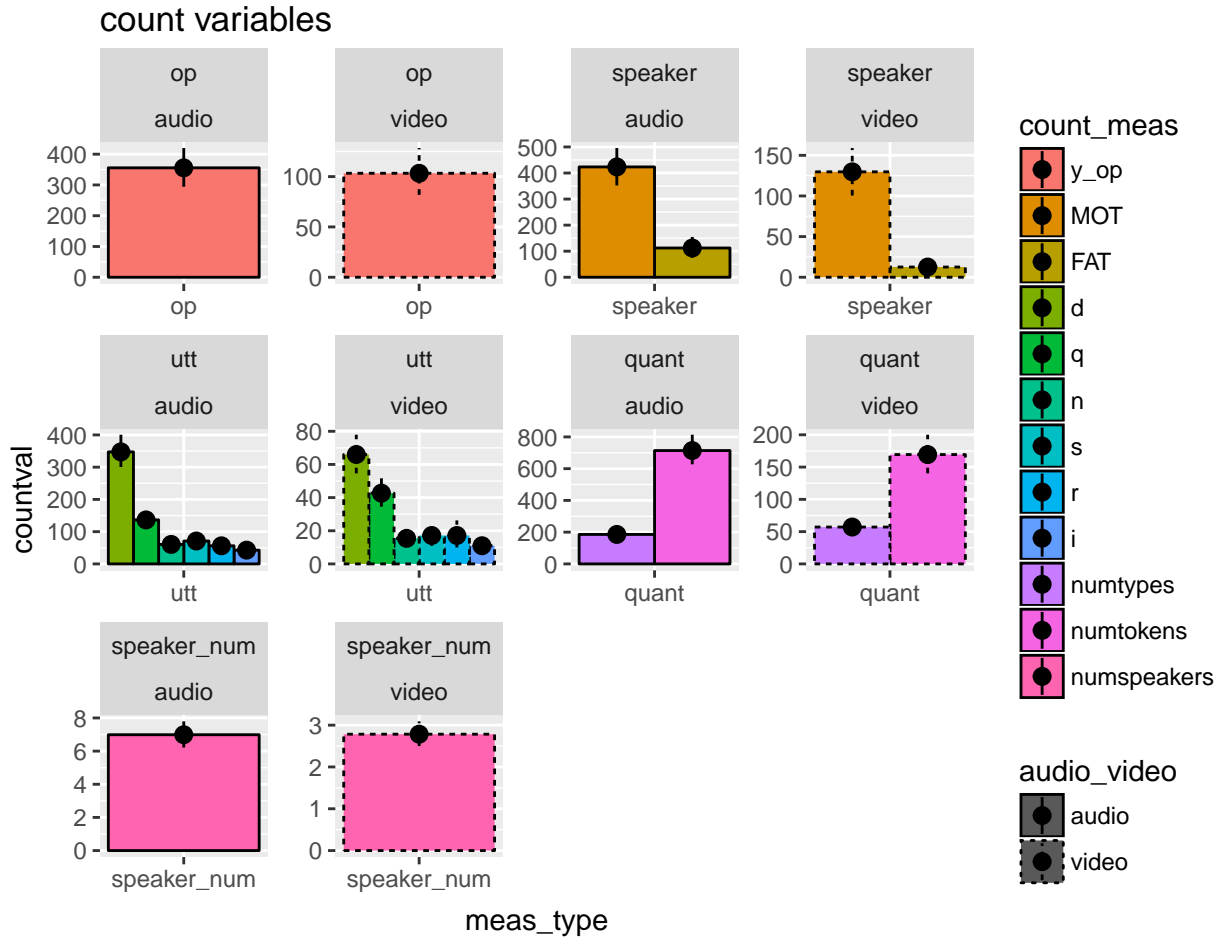 count variables
op
audio
400
300
200
100
0
op
op
video
100
50
0
op
speaker
audio
500
400
300
200
100
0
speaker
speaker
video
150
100
50
0
speaker
countval
utt
audio
400
300
200
100
0
utt
utt
video
80
60
40
20
0
utt
quant
audio
800
600
400
200
0
quant
quant
video
200
150
100
50
0
quant
speaker_num
audio
8
6
4
2
0
speaker_num
speaker_num
video
3
2
1
0
speaker_num
meas_type
count_meas
y_op
MOT
FAT
d
q
n
s
r
i
numtypes
numtokens
numspeakers
audio_video
audio
video